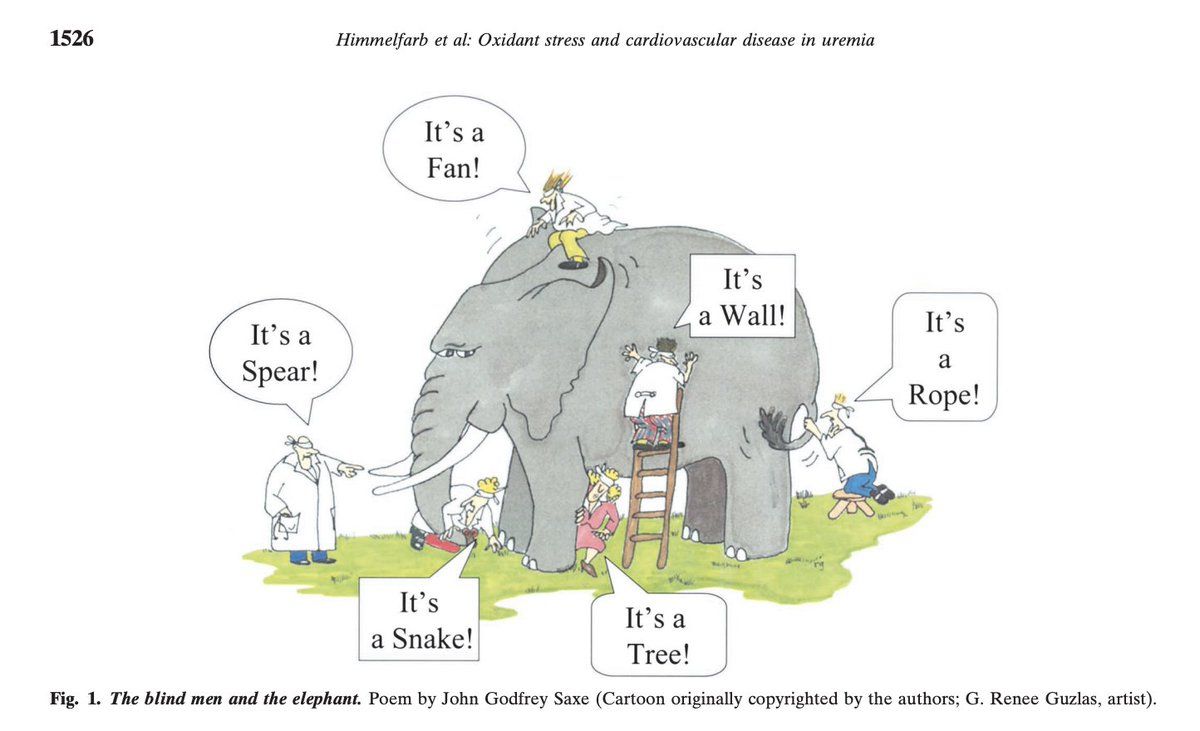 1526
Himmelfarb et al: Oxidant stress and cardiovascular disease in uremia
It’s a
Fan!
It’s
a Wall!
It’s a
Spear!
It’s
a
Rope!
It’s
a Snake!
It’s a
Tree!
Fig. 1. The blind men and the elephant. Poem by John Godfrey Saxe (Cartoon originally copyrighted by the authors; G. Renee Guzlas, artist).